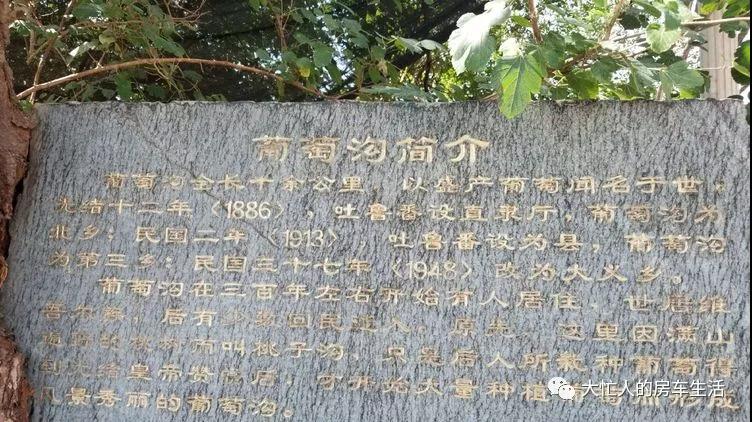 葡萄沟简介
葡萄沟全长十余公里，以盛产葡萄闻名于世。
光绪十二年〈1886〉，吐鲁番设直隶厅，葡萄沟为
北乡；民国二年〈1913〉，吐鲁番设为县，葡萄沟
为第三乡；民国三十七年〈1948〉改为大义乡。
葡萄沟在三百年左右开始有人居住，世居维
吾尔族，后有少数回民迁入。原先，这里因满山
的桃树而叫桃子沟，只是后人所栽种葡萄得
到光绪皇帝赞赏后，才开始大量种植形成
风景秀丽的葡萄沟。
大忙人的房车生活